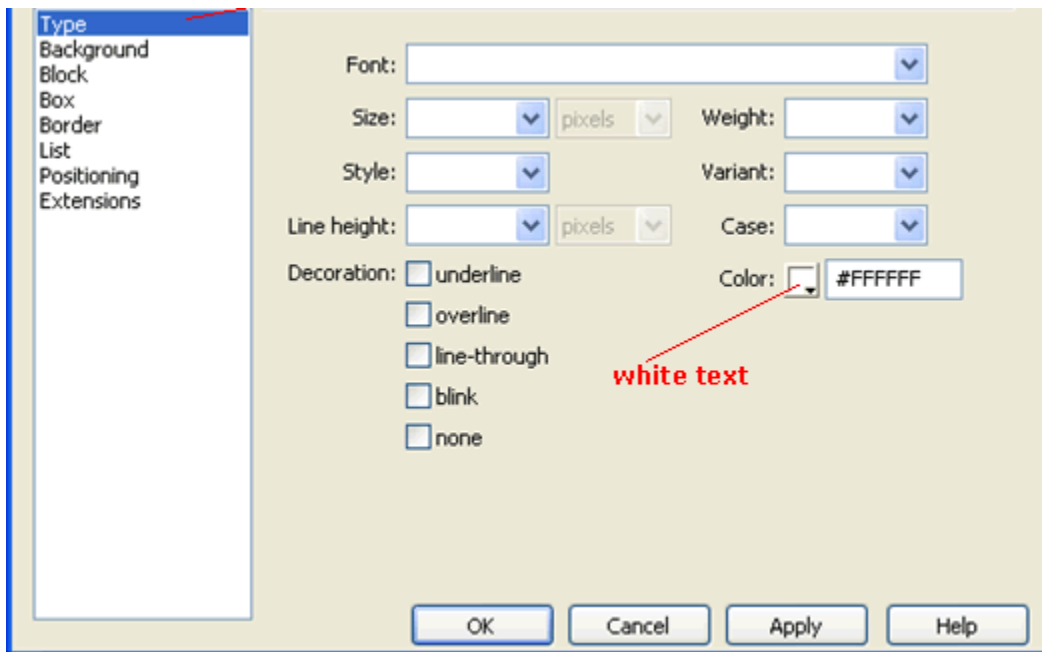 Type
Background
Block
Box
Border
List
Positioning
Extensions
Font:
Size: pixels Weight:
Style: Variant:
Line height: pixels Case:
Decoration: underline Color: #FFFFFF
overline
line-through
white text
blink
none
OK Cancel Apply Help